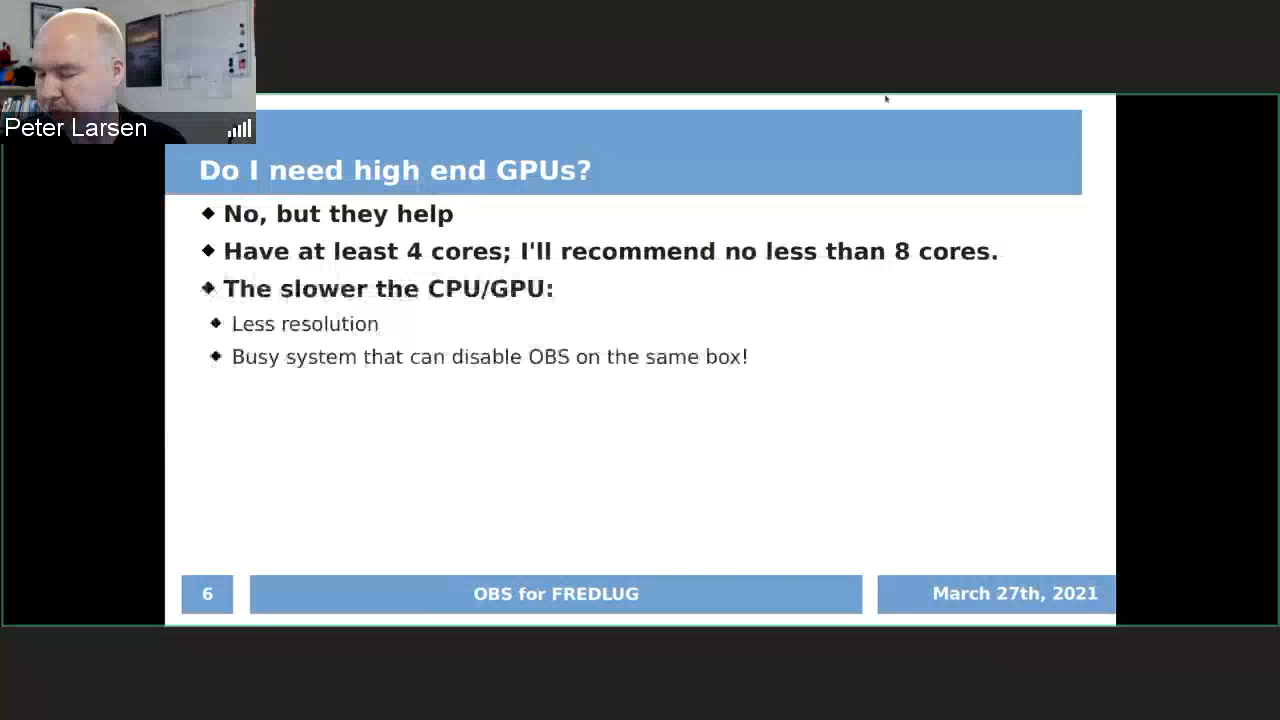 Peter Larsen
Do I need high end GPUs?
No, but they help
Have at least 4 cores; I'll recommend no less than 8 cores.
The slower the CPU/GPU:
Less resolution
Busy system that can disable OBS on the same box!
6
OBS for FREDLUG
March 27th, 2021